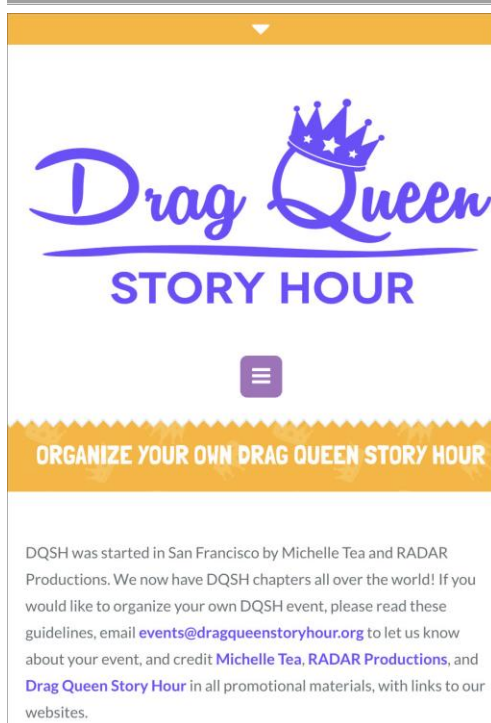 Drag Queen
STORY HOUR
ORGANIZE YOUR OWN DRAG QUEEN STORY HOUR
DQSH was started in San Francisco by Michelle Tea and RADAR
Productions. We now have DQSH chapters all over the world! If you
would like to organize your own DQSH event, please read these
guidelines, email events@dragqueenstoryhour.org to let us know
about your event, and credit Michelle Tea, RADAR Productions, and
Drag Queen Story Hour in all promotional materials, with links to our
websites.